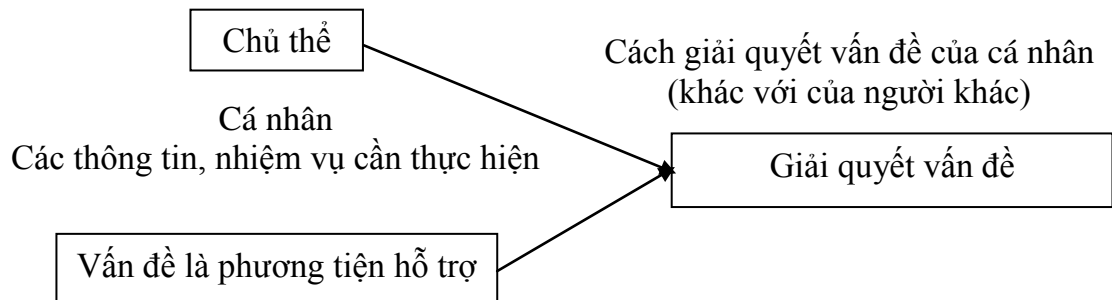 Chủ thể
Cách giải quyết vấn đề của cá nhân
(khác với của người khác)
Cá nhân
Các thông tin, nhiệm vụ cần thực hiện
Giải quyết vấn đề
Vấn đề là phương tiện hỗ trợ